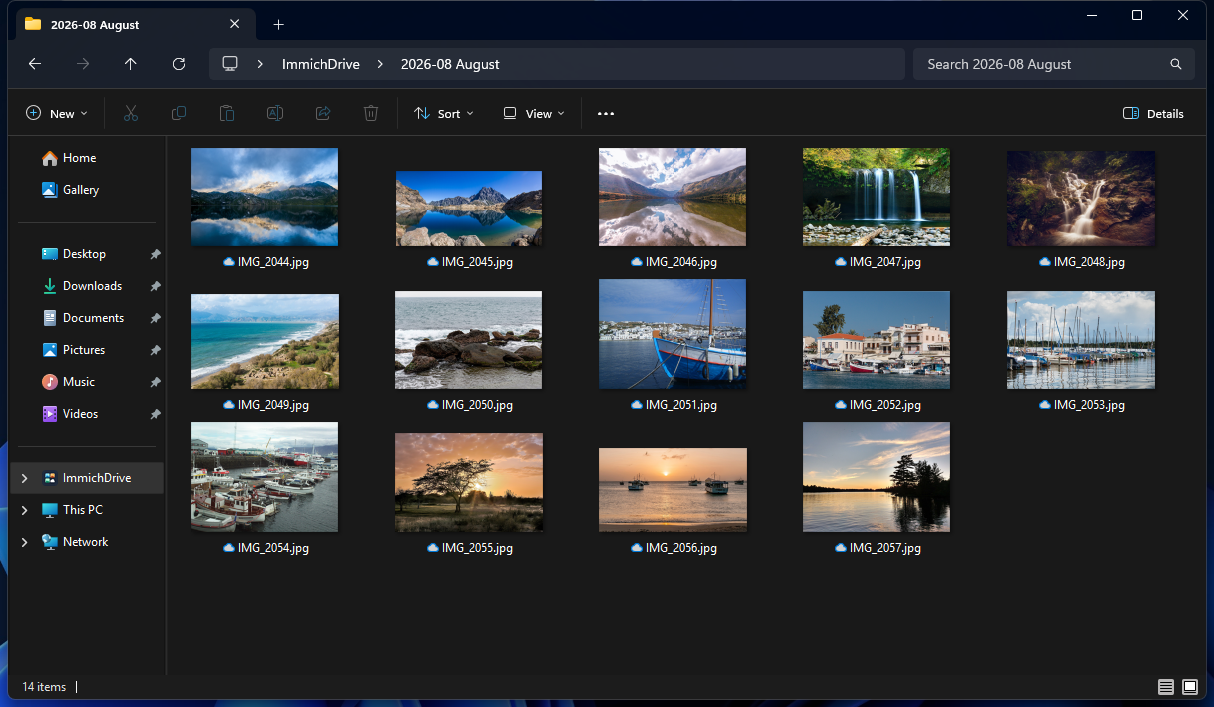 2026-08 August
ImmichDrive > 2026-08 August
Search 2026-08 August
New
Sort
View
Details
Home
Gallery
Desktop
Downloads
Documents
Pictures
Music
Videos
ImmichDrive
This PC
Network
IMG_2044.jpg IMG_2045.jpg IMG_2046.jpg IMG_2047.jpg IMG_2048.jpg
IMG_2049.jpg IMG_2050.jpg IMG_2051.jpg IMG_2052.jpg IMG_2053.jpg
IMG_2054.jpg IMG_2055.jpg IMG_2056.jpg IMG_2057.jpg
14 items